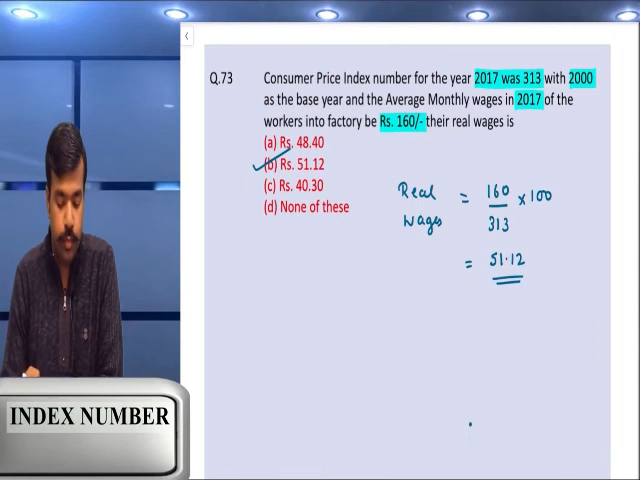 Q.73 Consumer Price Index number for the year 2017 was 313 with 2000
as the base year and the Average Monthly wages in 2017 of the
workers into factory be Rs. 160/- their real wages is
(a) Rs. 48.40
(b) Rs. 51.12
(c) Rs. 40.30
(d) None of these
Real Wages = 160/313 × 100
= 51.12
INDEX NUMBER